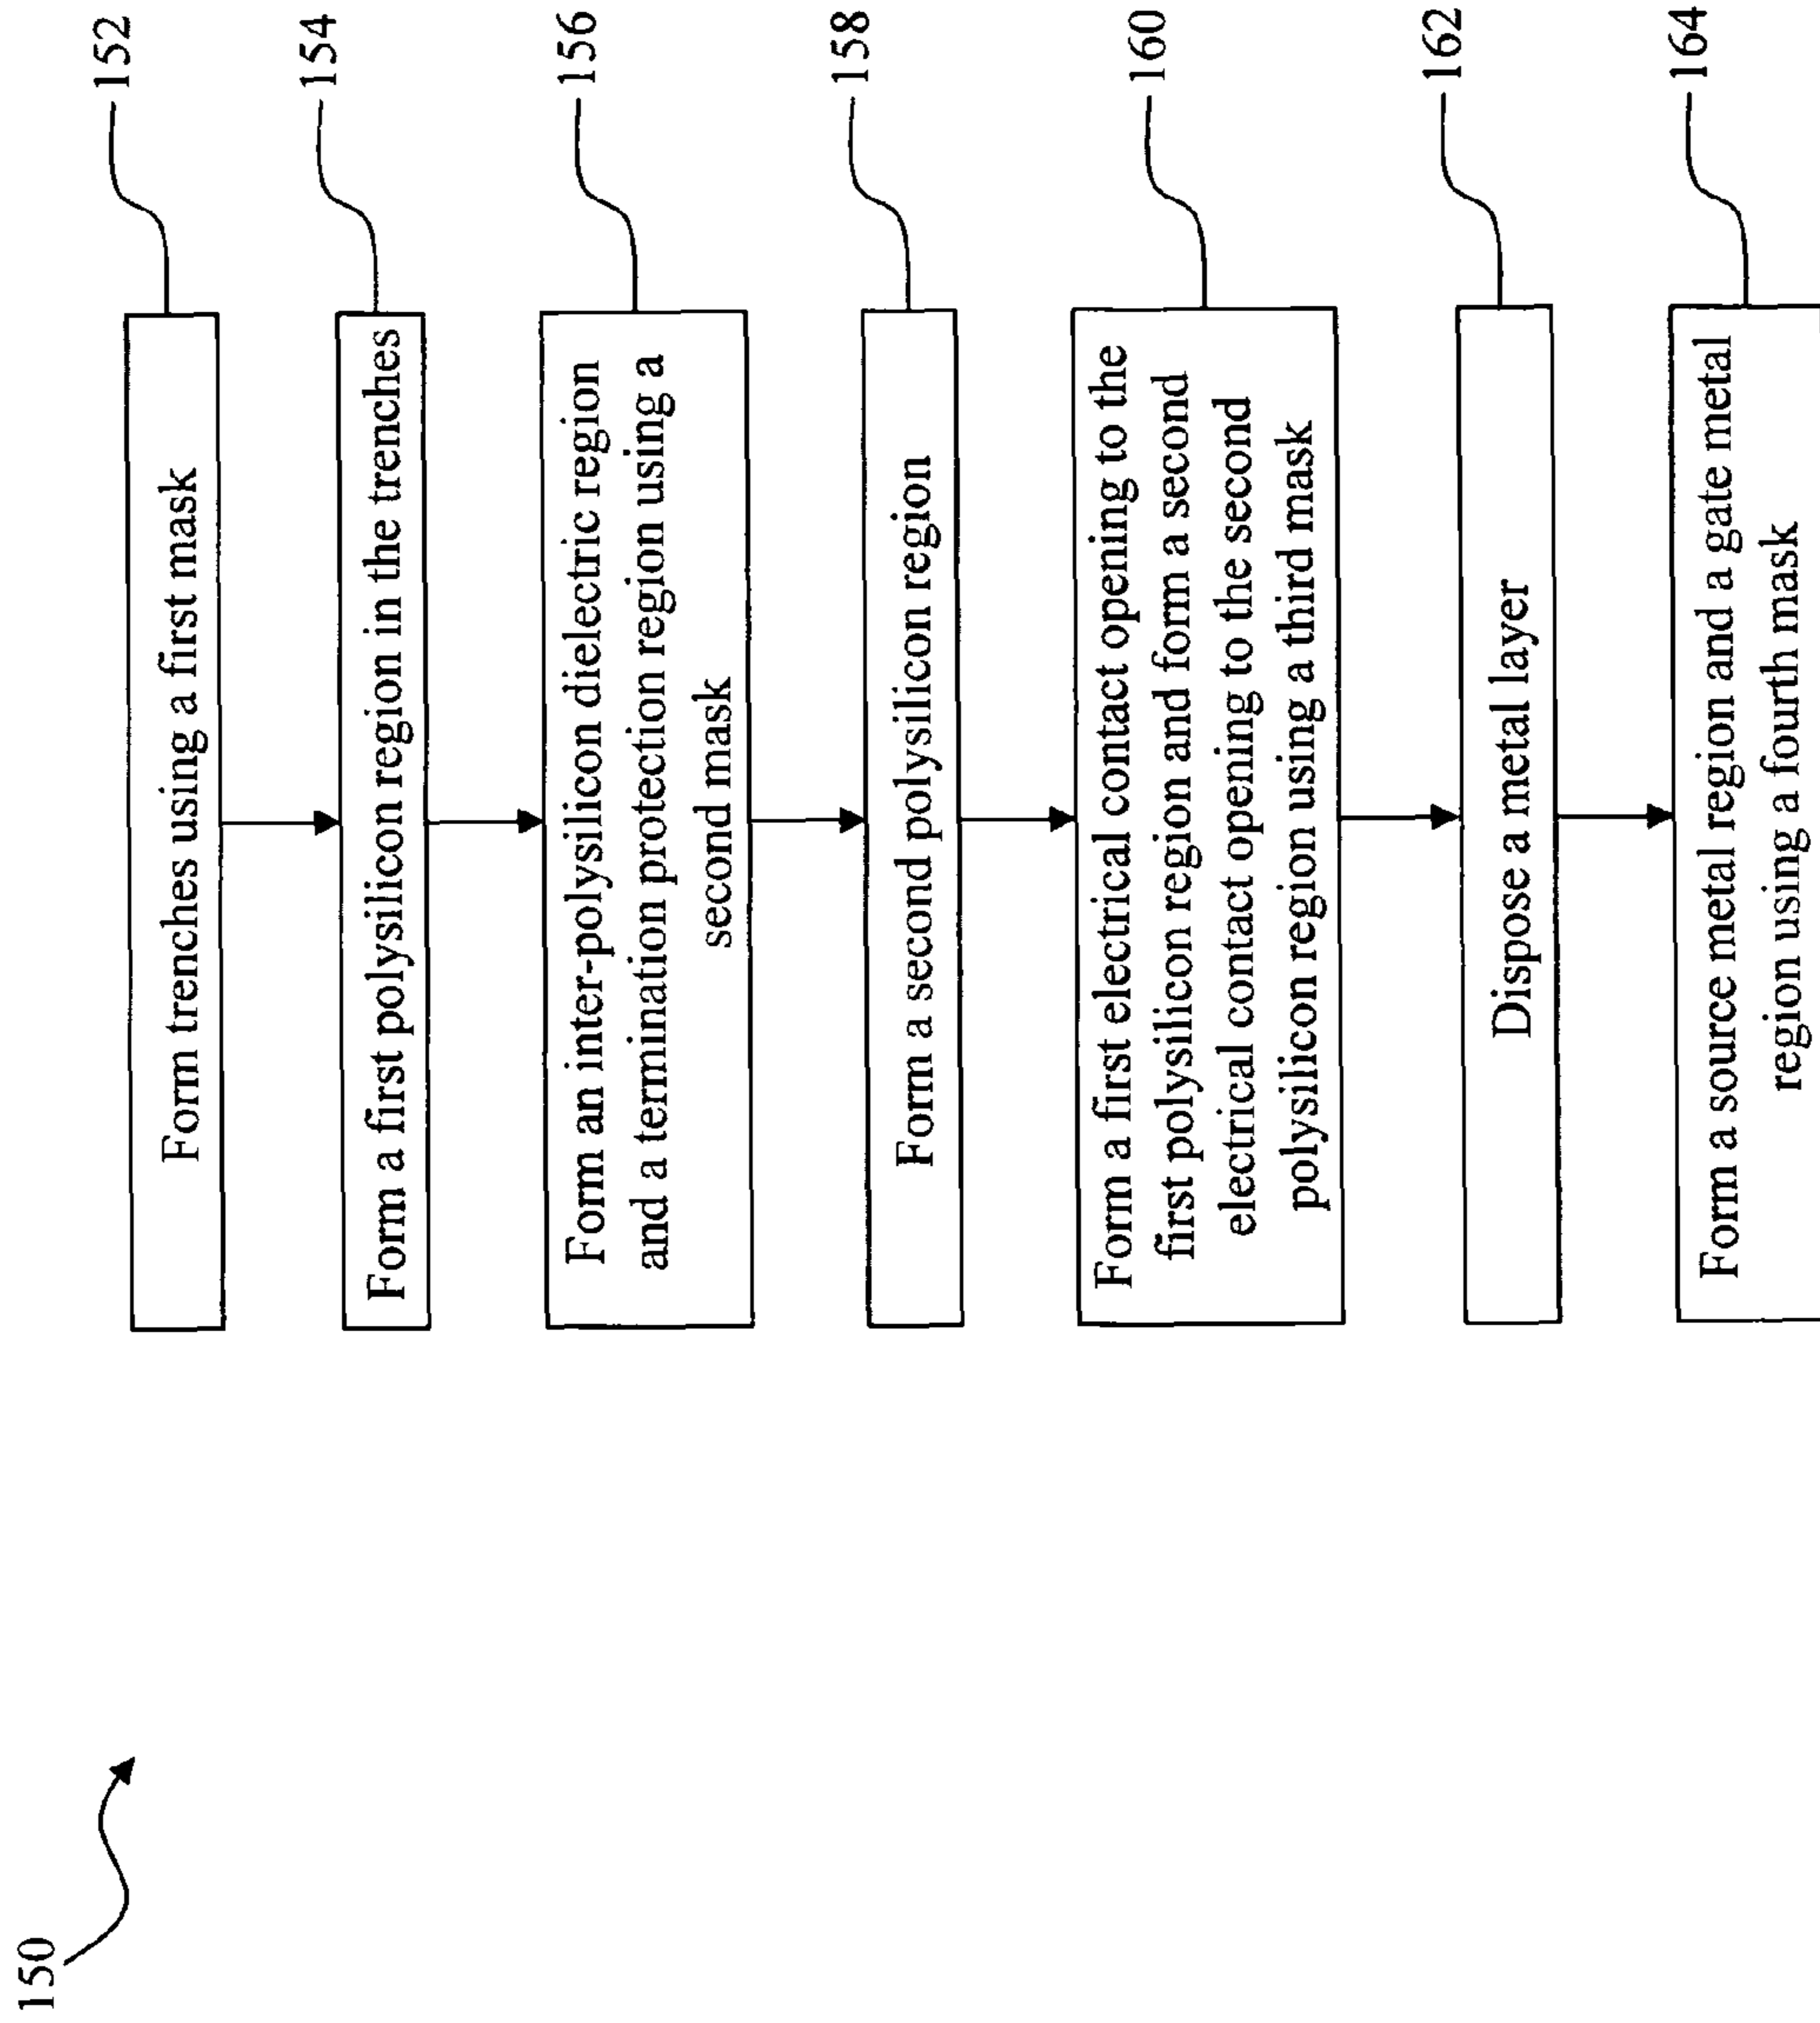 150
Form trenches using a first mask
152
Form a first polysilicon region in the trenches
154
Form an inter-polysilicon dielectric region
and a termination protection region using a
second mask
156
Form a second polysilicon region
158
Form a first electrical contact opening to the
first polysilicon region and form a second
electrical contact opening to the second
polysilicon region using a third mask
160
Dispose a metal layer
162
Form a source metal region and a gate metal
region using a fourth mask
164